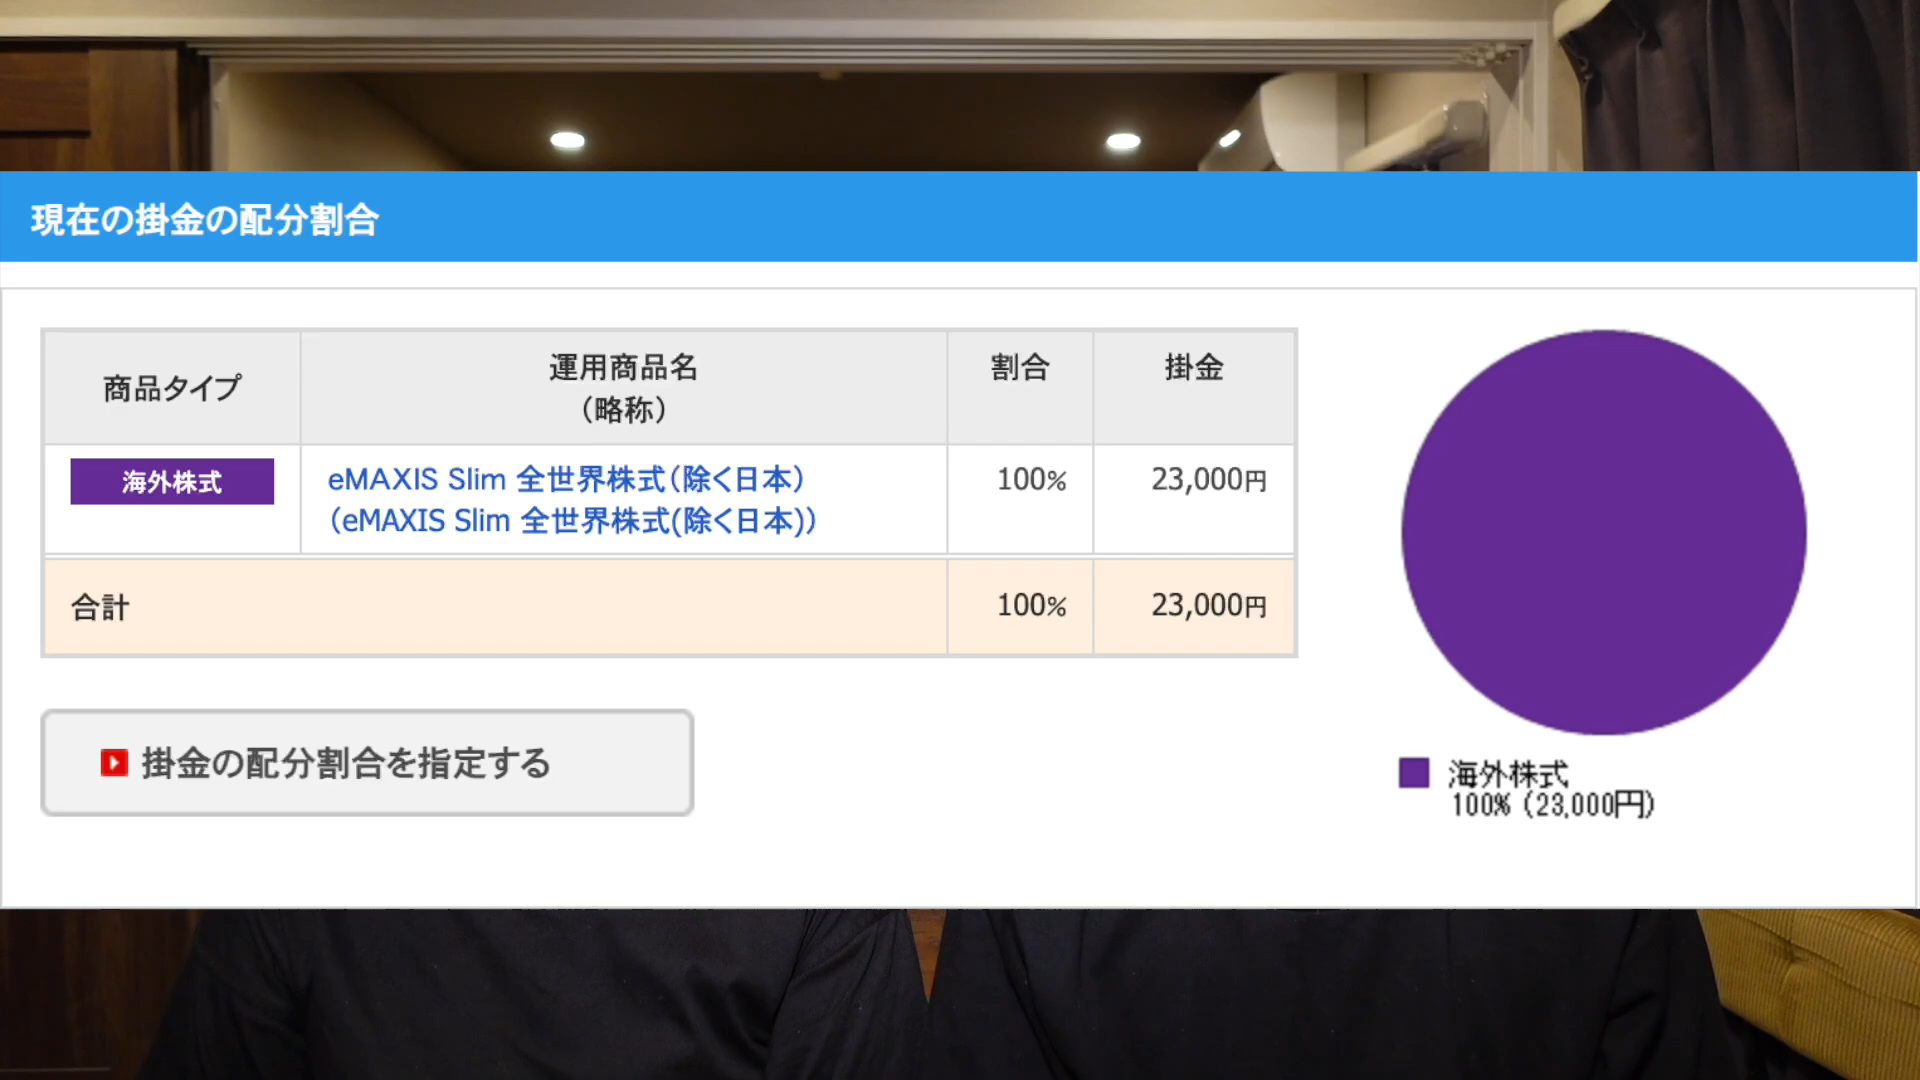 現在の掛金の配分割合
商品タイプ
運用商品名
（略称）
割合
掛金
海外株式
eMAXIS Slim 全世界株式（除く日本）
（eMAXIS Slim 全世界株式(除く日本)）
100%
23,000円
合計
100%
23,000円
掛金の配分割合を指定する
海外株式
100%（23,000円）